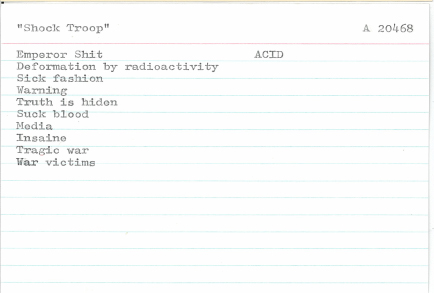 "Shock Troop" A 20468
Emperor Shit ACID
Deformation by radioactivity
Sick fashion
Warning
Truth is hiden
Suck blood
Media
Insaine
Tragic war
War victims